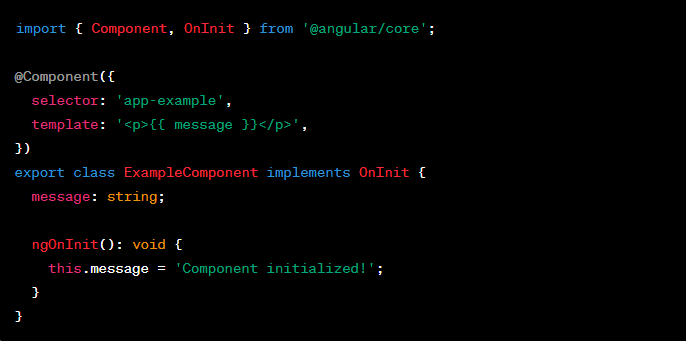 import { Component, OnInit } from '@angular/core';

@Component({
  selector: 'app-example',
  template: '<p>{{ message }}</p>',
})
export class ExampleComponent implements OnInit {
  message: string;

  ngOnInit(): void {
    this.message = 'Component initialized!';
  }
}